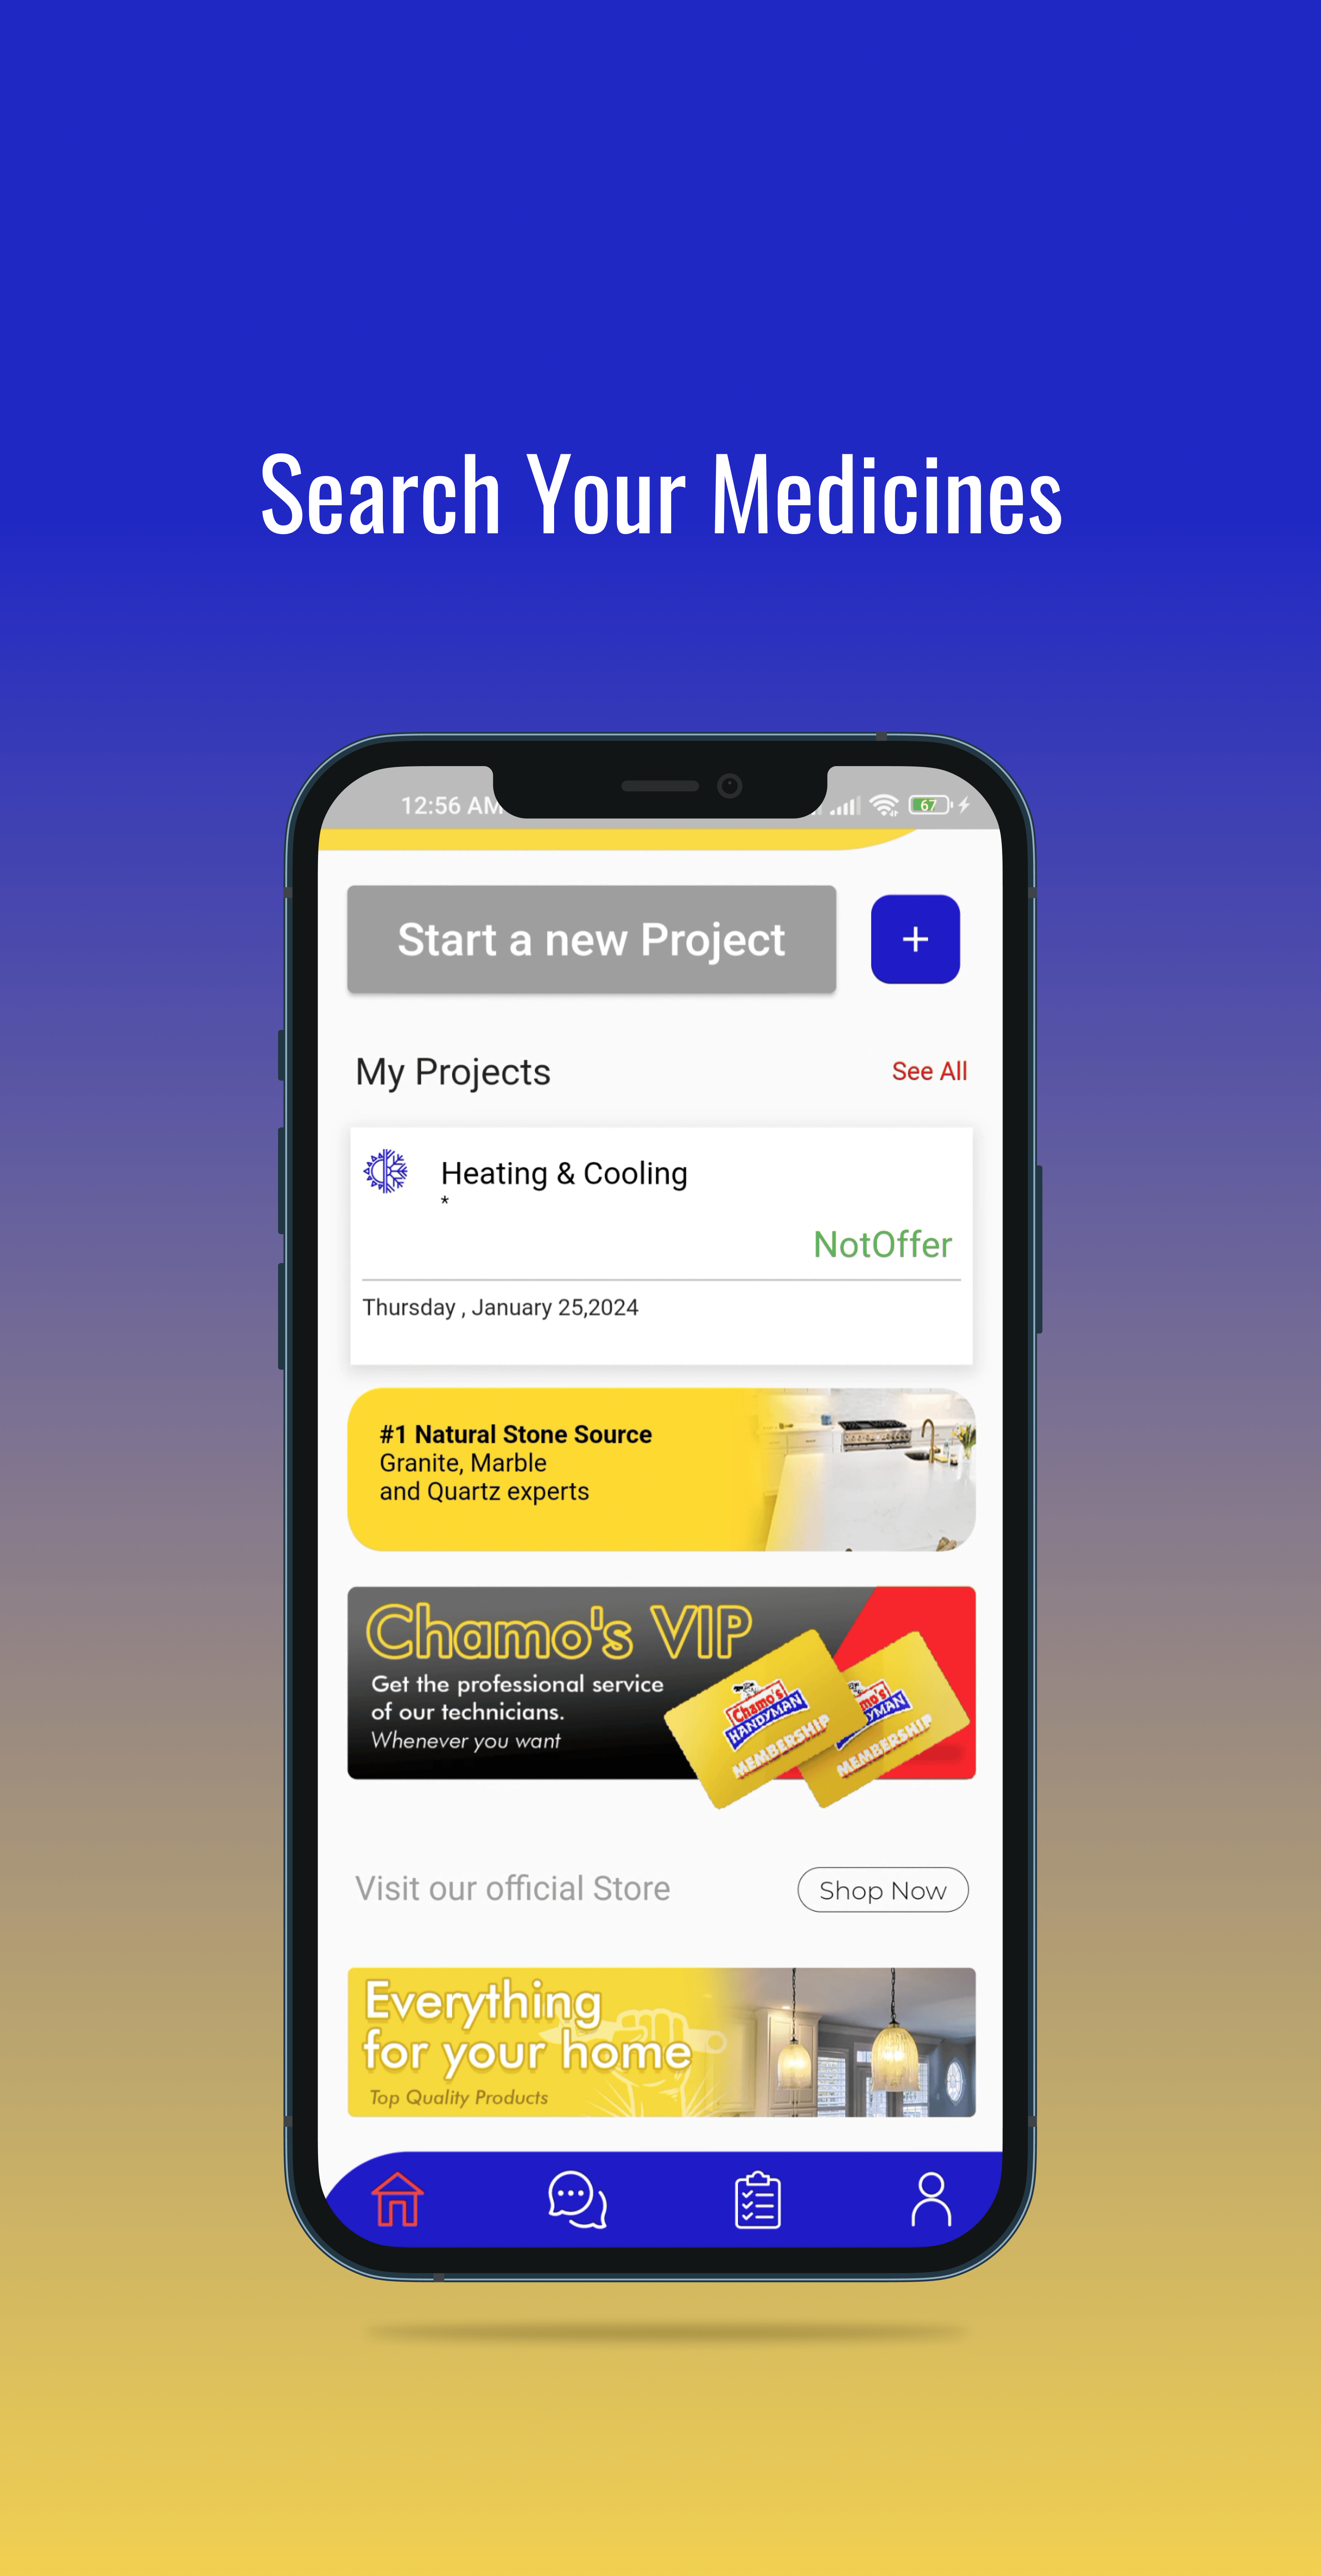 Search Your Medicines
12:56 AM
67
Start a new Project
+
My Projects
See All
Heating & Cooling
*
NotOffer
Thursday , January 25,2024
#1 Natural Stone Source
Granite, Marble
and Quartz experts
Chamo's VIP
Get the professional service
of our technicians.
Whenever you want
Chamo's
HANDYMAN
MEMBERSHIP
mo's
YMAN
MEMBERSHIP
Visit our official Store
Shop Now
Everything
for your home
Top Quality Products